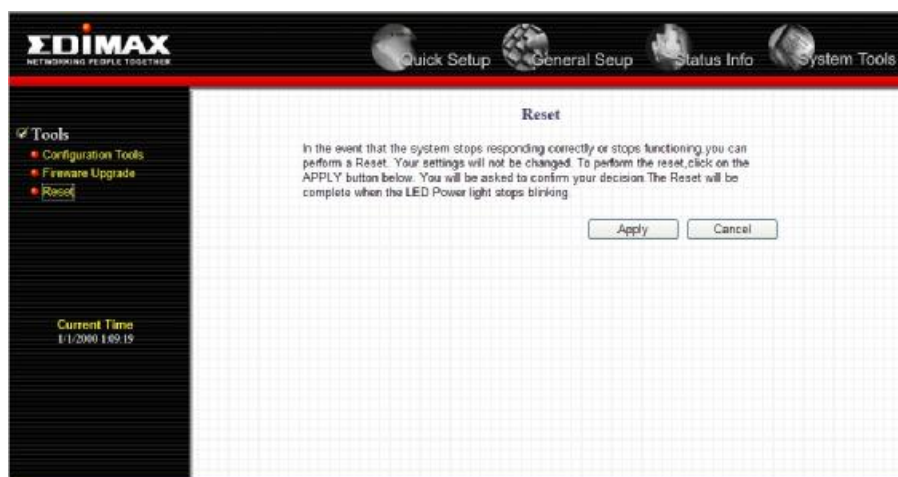 EDIMAX
NETWORKING PEOPLE TOGETHER
Quick Setup
General Seup
Status Info
System Tools
Tools
Configuration Tools
Firmware Upgrade
Reset
Current Time
1/1/2000 1:09:19
Reset
In the event that the system stops responding correctly or stops functioning,you can
perform a Reset. Your settings will not be changed. To perform the reset,click on the
APPLY button below. You will be asked to confirm your decision.The Reset will be
complete when the LED Power light stops blinking.
Apply
Cancel